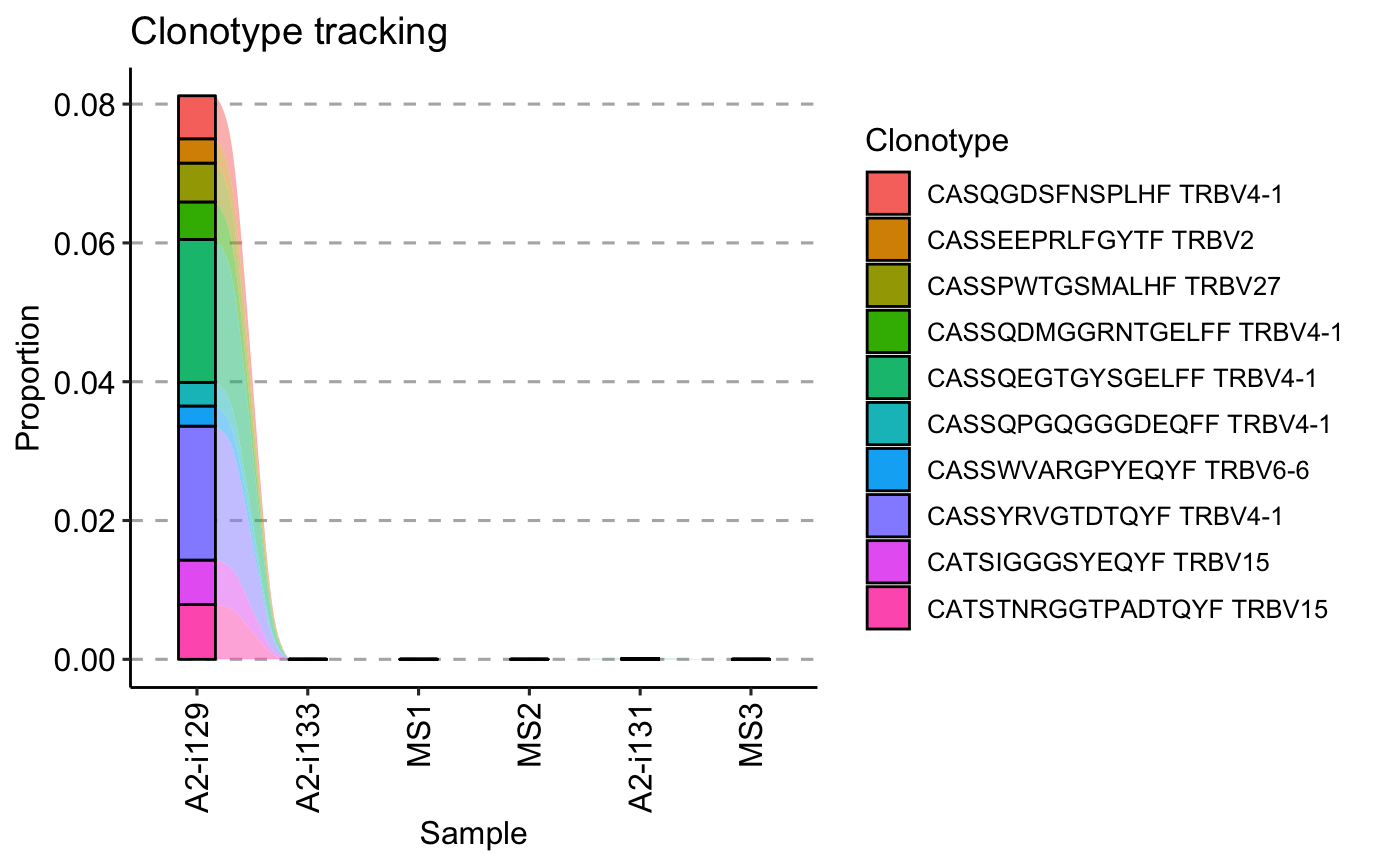 Clonotype tracking
Proportion
0.08
0.06
0.04
0.02
0.00
A2-i129
A2-i133
MS1
MS2
A2-i131
MS3
Sample
Clonotype
CASQGDSFNSPLHF TRBV4-1
CASSEEPRLFGYTF TRBV2
CASSPWTGSMALHF TRBV27
CASSQDMGGRNTGELFF TRBV4-1
CASSQEGTGYSGELFF TRBV4-1
CASSQPGQGGGDEQFF TRBV4-1
CASSWVARGPYEQYF TRBV6-6
CASSYRVGTDTQYF TRBV4-1
CATSIGGGSYEQYF TRBV15
CATSTNRGGTPADTQYF TRBV15